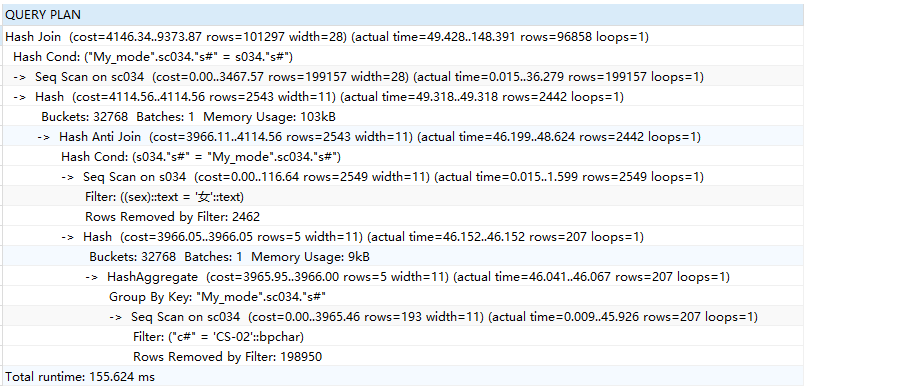 QUERY PLAN
Hash Join  (cost=4146.34..9373.87 rows=101297 width=28) (actual time=49.428..148.391 rows=96858 loops=1)
Hash Cond: ("My_mode".sc034."s#" = s034."s#")
->  Seq Scan on sc034  (cost=0.00..3467.57 rows=199157 width=28) (actual time=0.015..36.279 rows=199157 loops=1)
->  Hash  (cost=4114.56..4114.56 rows=2543 width=11) (actual time=49.318..49.318 rows=2442 loops=1)
Buckets: 32768  Batches: 1  Memory Usage: 103kB
->  Hash Anti Join  (cost=3966.11..4114.56 rows=2543 width=11) (actual time=46.199..48.624 rows=2442 loops=1)
Hash Cond: (s034."s#" = "My_mode".sc034."s#")
->  Seq Scan on s034  (cost=0.00..116.64 rows=2549 width=11) (actual time=0.015..1.599 rows=2549 loops=1)
Filter: ((sex)::text = '女'::text)
Rows Removed by Filter: 2462
->  Hash  (cost=3966.05..3966.05 rows=5 width=11) (actual time=46.152..46.152 rows=207 loops=1)
Buckets: 32768  Batches: 1  Memory Usage: 9kB
->  HashAggregate  (cost=3965.95..3966.00 rows=5 width=11) (actual time=46.041..46.067 rows=207 loops=1)
Group By Key: "My_mode".sc034."s#"
->  Seq Scan on sc034  (cost=0.00..3965.46 rows=193 width=11) (actual time=0.009..45.926 rows=207 loops=1)
Filter: ("c#" = 'CS-02'::bpchar)
Rows Removed by Filter: 198950
Total runtime: 155.624 ms